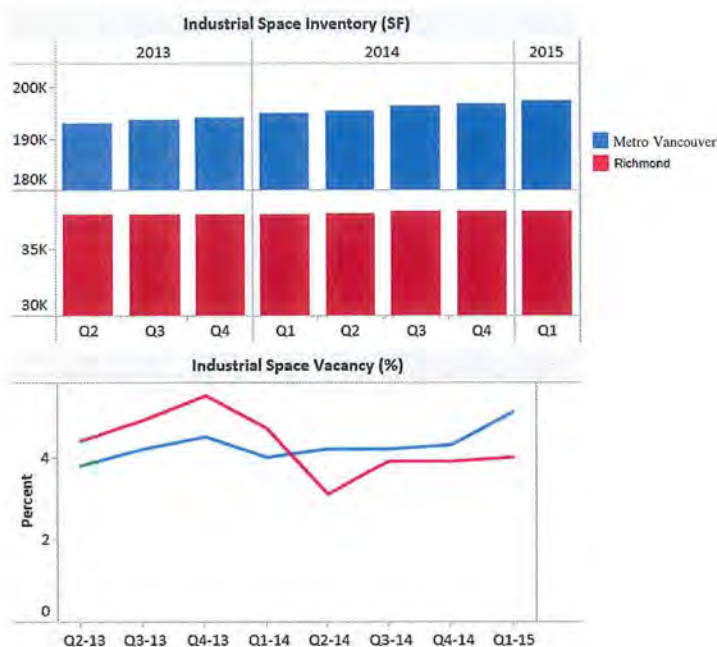 Industrial Space Inventory (SF)
2013 2014 2015
200K
190K
180K
Metro Vancouver
Richmond
35K
30K
Q2 Q3 Q4 Q1 Q2 Q3 Q4 Q1
Industrial Space Vacancy (%)
Percent
4
2
0
Q2-13 Q3-13 Q4-13 Q1-14 Q2-14 Q3-14 Q4-14 Q1-15